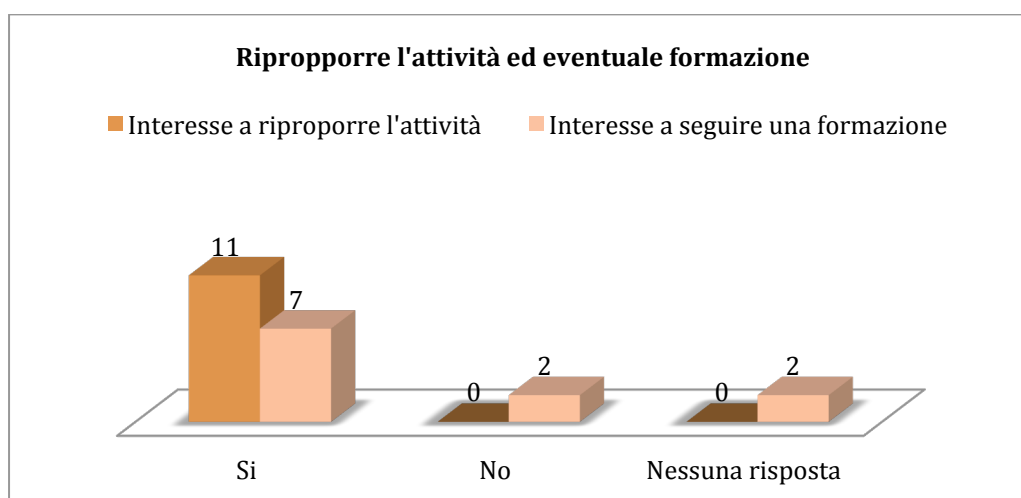 Ripropporre l'attività ed eventuale formazione
Interesse a riproporre l'attività Interesse a seguire una formazione
11
7
0
2
0
2
Si No Nessuna risposta